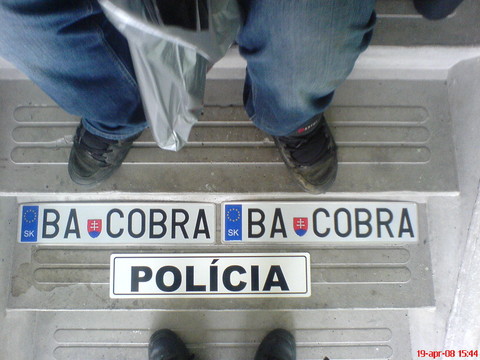 SK BA COBRA SK BA COBRA
POLÍCIA
19-apr-08 15:44